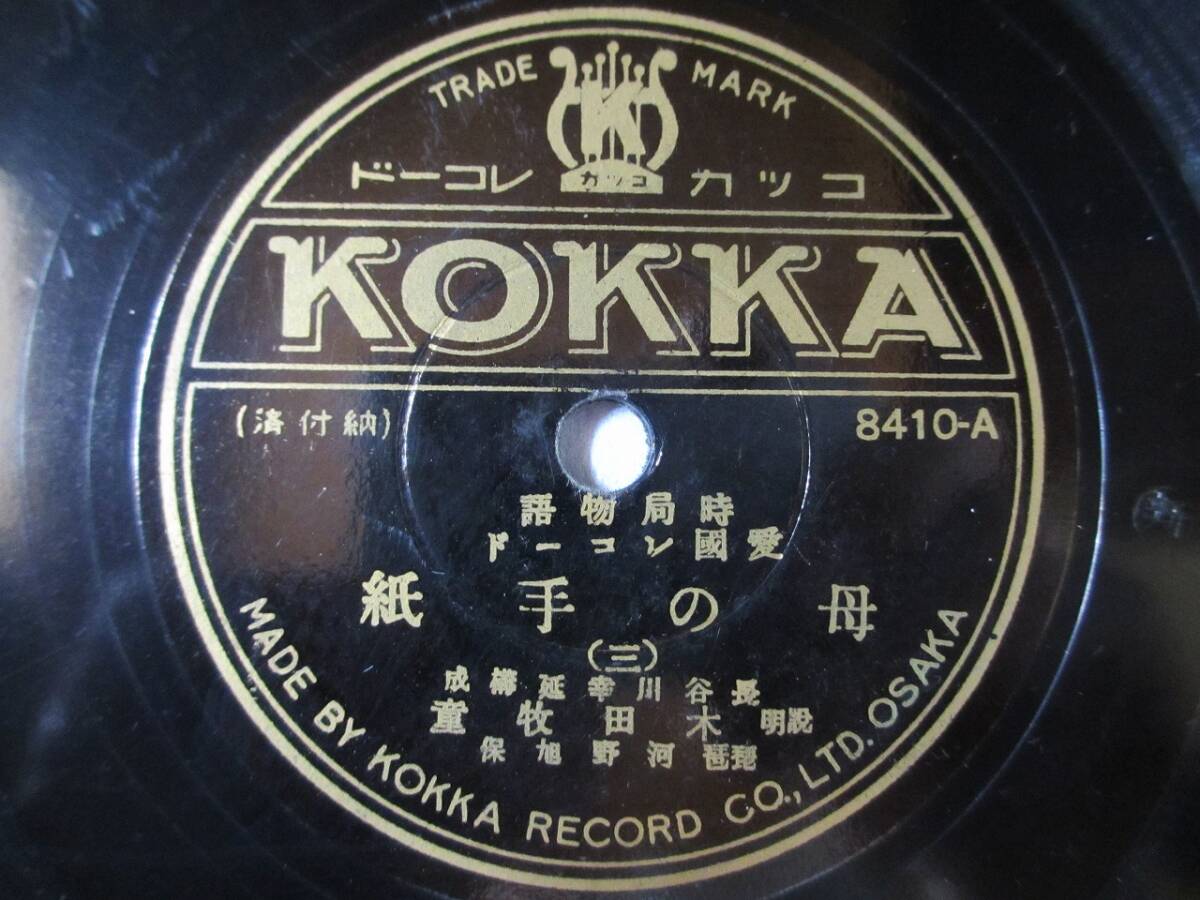 TRADE MARK
K
コツカ
コツカ レコード
KOKKA
(納付済)
8410-A
時局物語
愛國レコード
母の手紙
(三)
長谷川幸延構成
説明 木田牧童
琵琶 河野旭保
MADE BY KOKKA RECORD CO., LTD. OSAKA